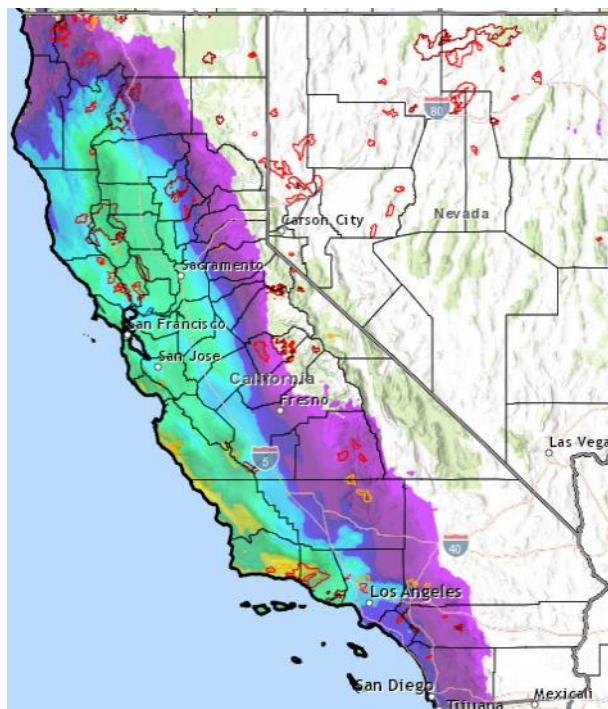 80
Carson City
Nevada
Sacramento
San Francisco
San Jose
California
Fresno
Las Vega
5
40
Los Angeles
San Diego
Tijuana
Mexicali